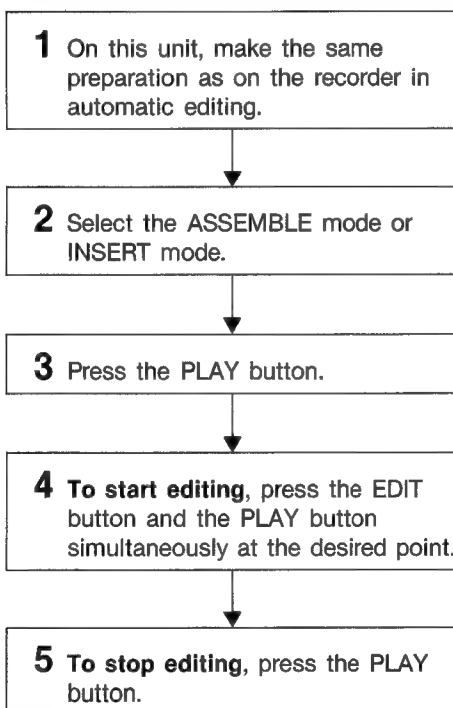 1 On this unit, make the same
preparation as on the recorder in
automatic editing.
2 Select the ASSEMBLE mode or
INSERT mode.
3 Press the PLAY button.
4 To start editing, press the EDIT
button and the PLAY button
simultaneously at the desired point.
5 To stop editing, press the PLAY
button.